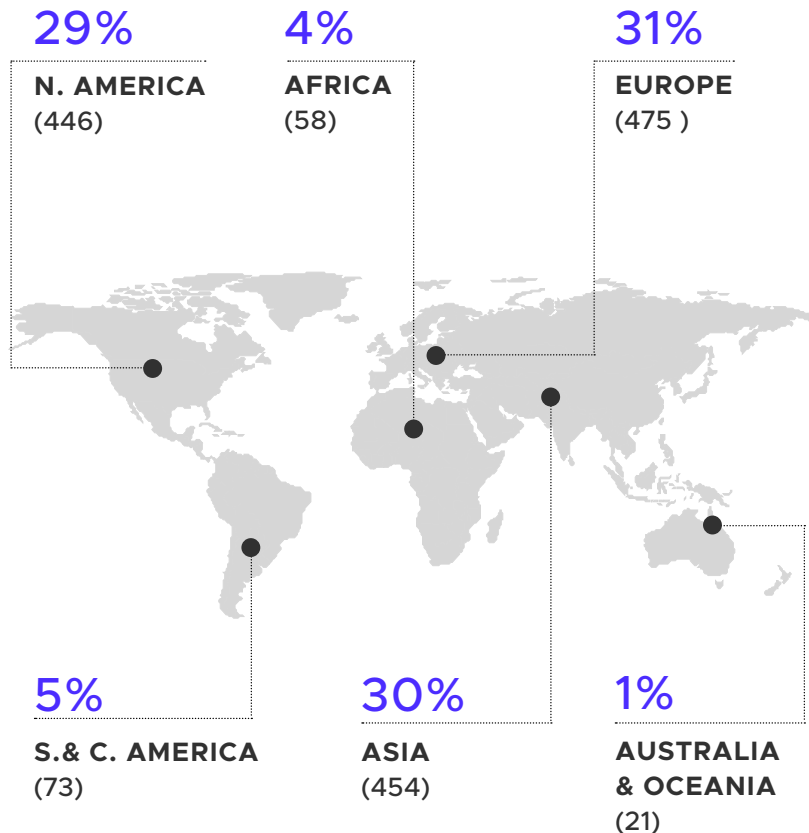 29%
N. AMERICA
(446)
4%
AFRICA
(58)
31%
EUROPE
(475 )
5%
S.& C. AMERICA
(73)
30%
ASIA
(454)
1%
AUSTRALIA
& OCEANIA
(21)